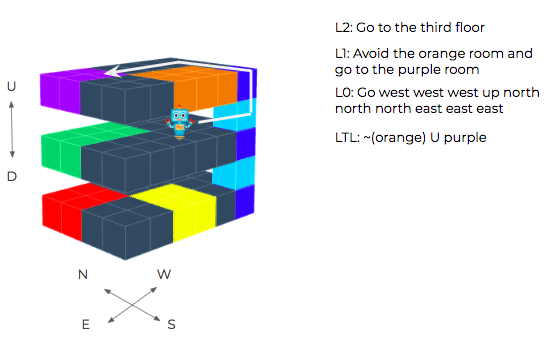 L2: Go to the third floor
L1: Avoid the orange room and
go to the purple room
L0: Go west west west up north
north north east east east
LTL: ~(orange) U purple
U
D
N
W
E
S